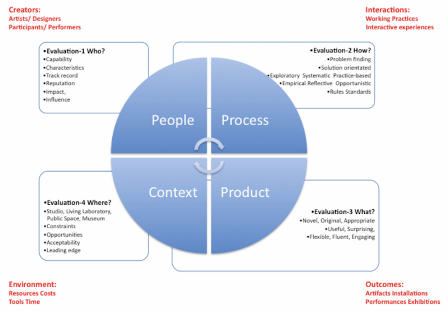 Creators:
Artists/ Designers
Participants/ Performers
Interactions:
Working Practices
Interactive experiences
•Evaluation-1 Who?
•Capability
•Characteristics
•Track record
•Reputation
•Impact,
•Influence
•Evaluation-2 How?
•Problem finding
•Solution orientated
•Exploratory Systematic Practice-based
•Empirical Reflective Opportunistic
•Rules Standards
People
Process
Context
Product
•Evaluation-4 Where?
•Studio, Living Laboratory,
Public Space, Museum
•Constraints
•Opportunities
•Acceptability
•Leading edge
•Evaluation-3 What?
•Novel, Original, Appropriate
•Useful, Surprising,
•Flexible, Fluent, Engaging
Environment:
Resources Costs
Tools Time
Outcomes:
Artifacts Installations
Performances Exhibitions